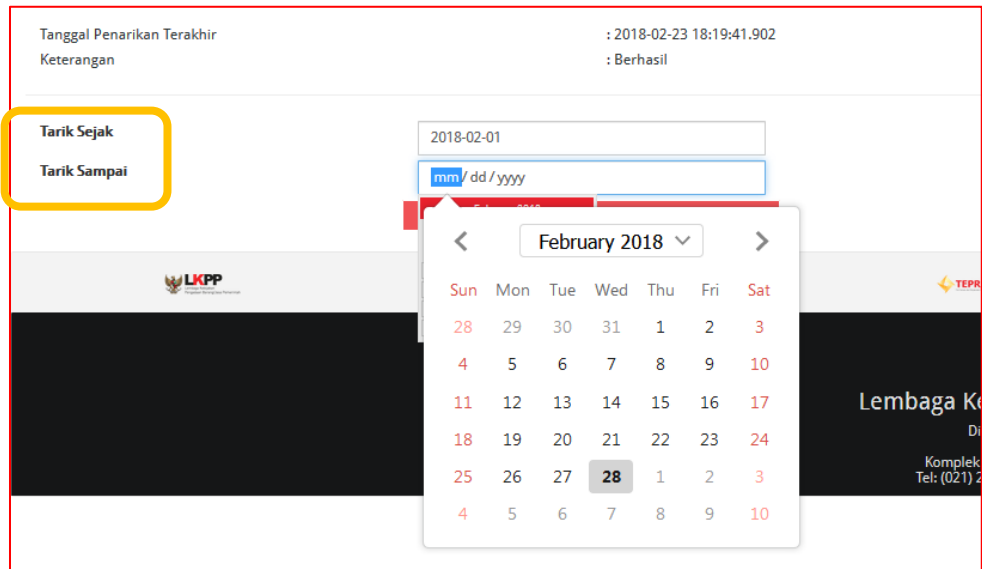 Tanggal Penarikan Terakhir : 2018-02-23 18:19:41.902
Keterangan : Berhasil
Tarik Sejak 2018-02-01
Tarik Sampai mm / dd / yyyy
February 2018
Sun Mon Tue Wed Thu Fri Sat
28 29 30 31 1 2 3
4 5 6 7 8 9 10
11 12 13 14 15 16 17
18 19 20 21 22 23 24
25 26 27 28 1 2 3
4 5 6 7 8 9 10
LKPP
TEPR
Lembaga Ke
Di
Komplek
Tel: (021) 2